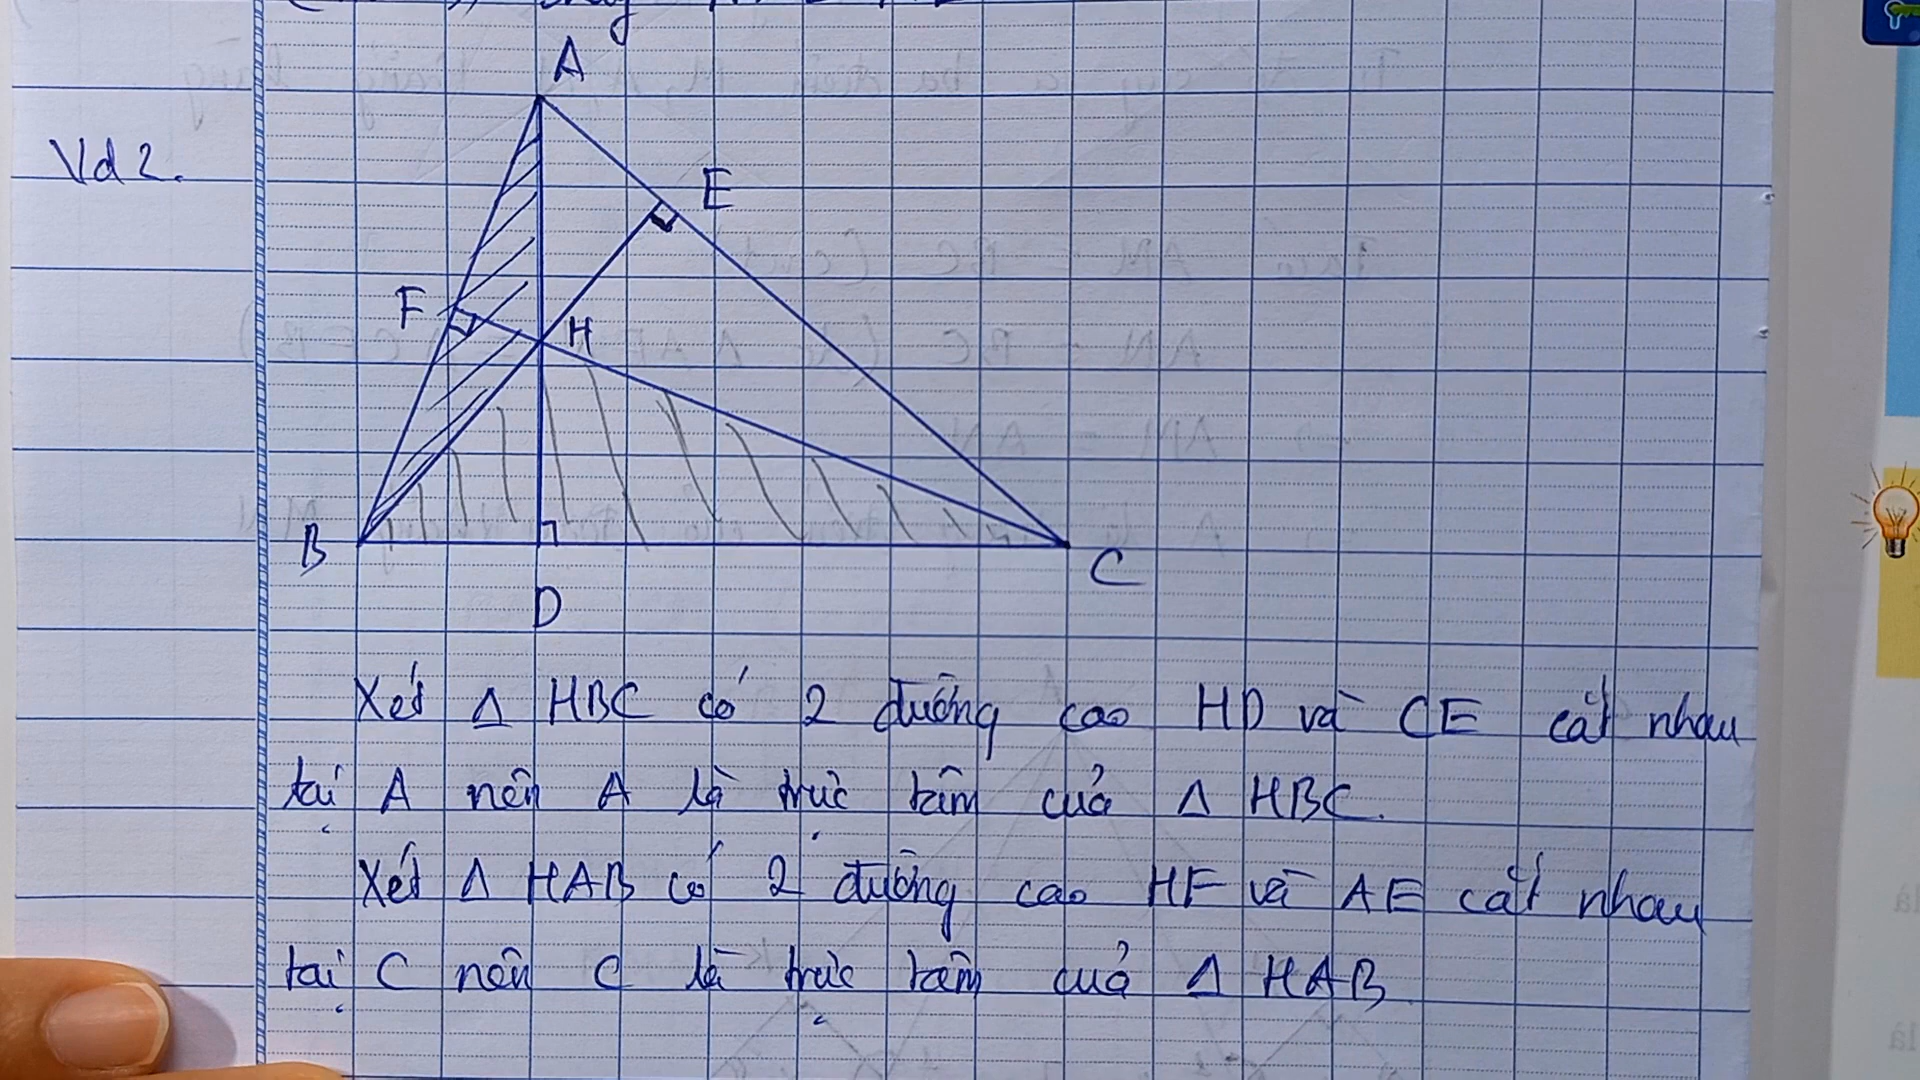 Vd 2.
A
E
F
H
B
C
D
Xét Δ HBC có 2 đường cao HD và CE cắt nhau
tại A nên A là trực tâm của Δ HBC.
Xét Δ HAB có 2 đường cao HF và AE cắt nhau
tại C nên C là trực tâm của Δ HAB